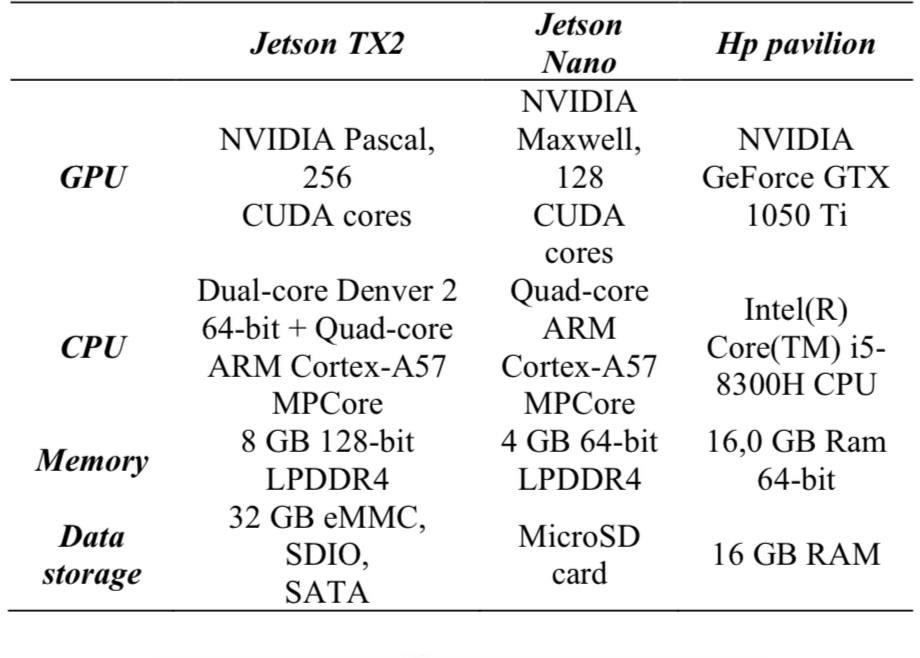 Jetson TX2
Jetson
Nano
Hp pavilion
GPU
NVIDIA Pascal,
256
CUDA cores
NVIDIA
Maxwell,
128
CUDA
cores
NVIDIA
GeForce GTX
1050 Ti
CPU
Dual-core Denver 2
64-bit + Quad-core
ARM Cortex-A57
MPCore
Quad-core
ARM
Cortex-A57
MPCore
Intel(R)
Core(TM) i5-
8300H CPU
Memory
8 GB 128-bit
LPDDR4
4 GB 64-bit
LPDDR4
16,0 GB Ram
64-bit
Data
storage
32 GB eMMC,
SDIO,
SATA
MicroSD
card
16 GB RAM